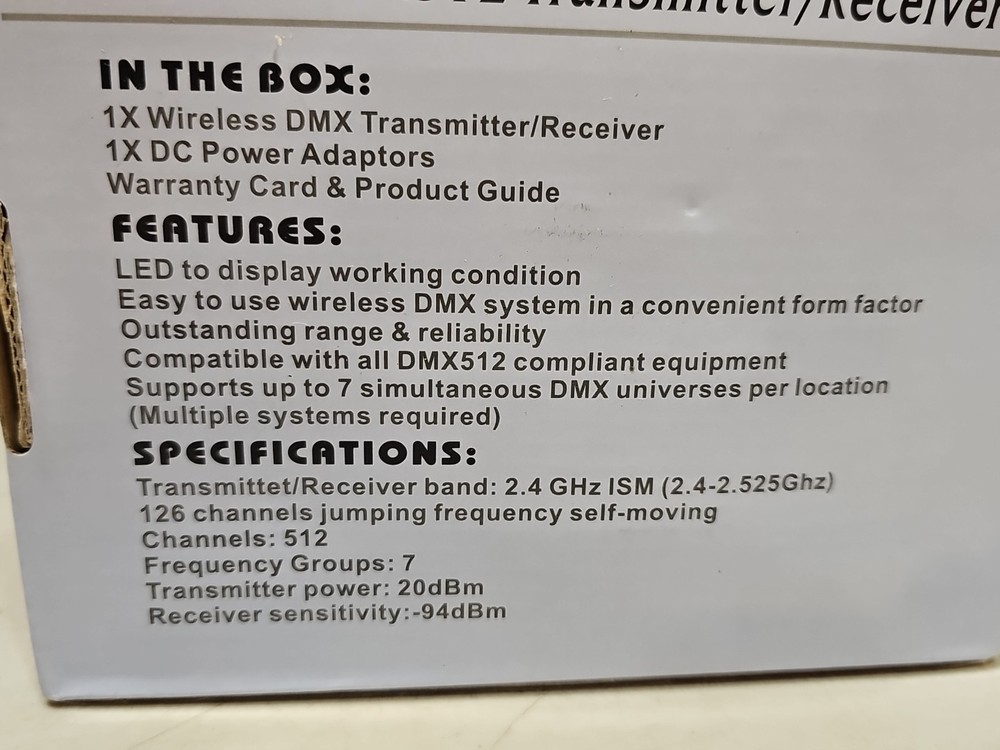 Transmitter/Receiver
IN THE BOX:
1X Wireless DMX Transmitter/Receiver
1X DC Power Adaptors
Warranty Card & Product Guide
FEATURES:
LED to display working condition
Easy to use wireless DMX system in a convenient form factor
Outstanding range & reliability
Compatible with all DMX512 compliant equipment
Supports up to 7 simultaneous DMX universes per location
(Multiple systems required)
SPECIFICATIONS:
Transmittet/Receiver band: 2.4 GHz ISM (2.4-2.525Ghz)
126 channels jumping frequency self-moving
Channels: 512
Frequency Groups: 7
Transmitter power: 20dBm
Receiver sensitivity:-94dBm